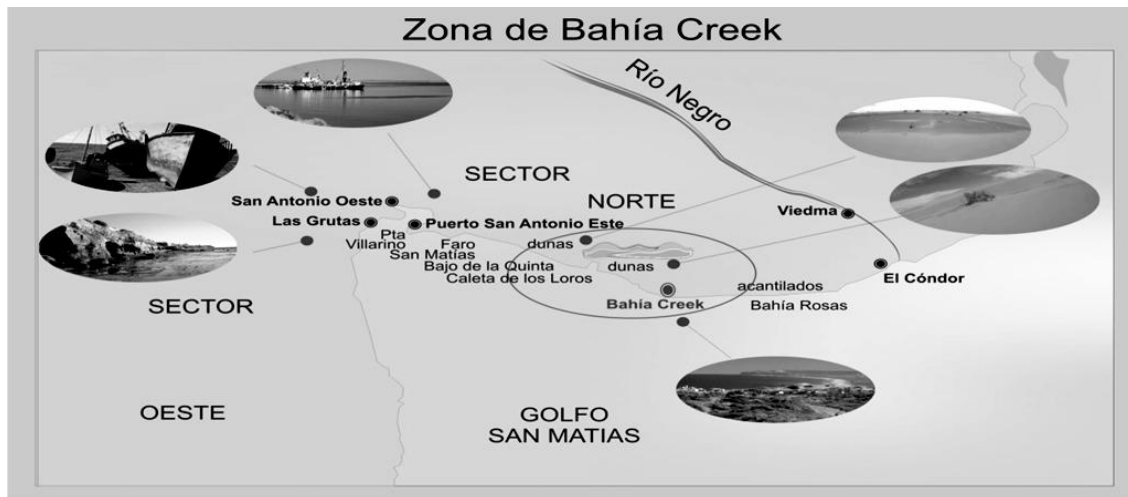 Zona de Bahía Creek
Río Negro
SECTOR
NORTE
San Antonio Oeste
Las Grutas
Puerto San Antonio Este
Viedma
Pta
Villarino
Faro
San Matías
dunas
Bajo de la Quinta
dunas
Caleta de los Loros
El Cóndor
acantilados
Bahía Creek
Bahía Rosas
SECTOR
OESTE
GOLFO
SAN MATIAS